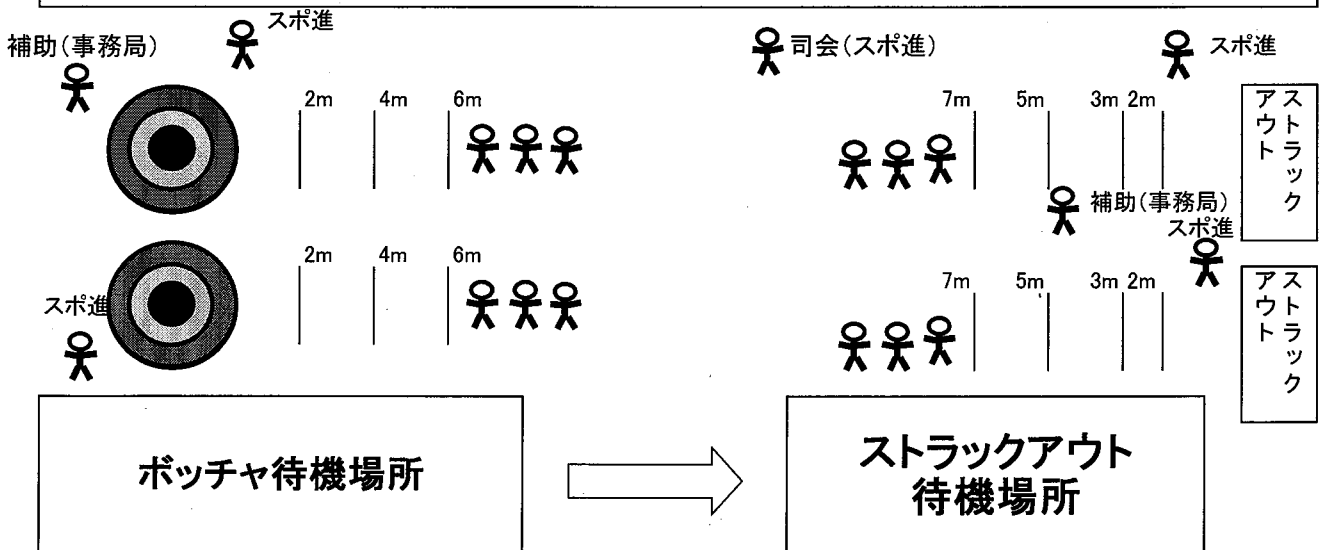 スポ進
補助(事務局)
司会(スポ進)
スポ進
2m 4m 6m
7m 5m 3m 2m
ストラック
アウト
補助(事務局)
スポ進
2m 4m 6m
スポ進
7m 5m 3m 2m
ストラック
アウト
ボッチャ待機場所
ストラックアウト
待機場所